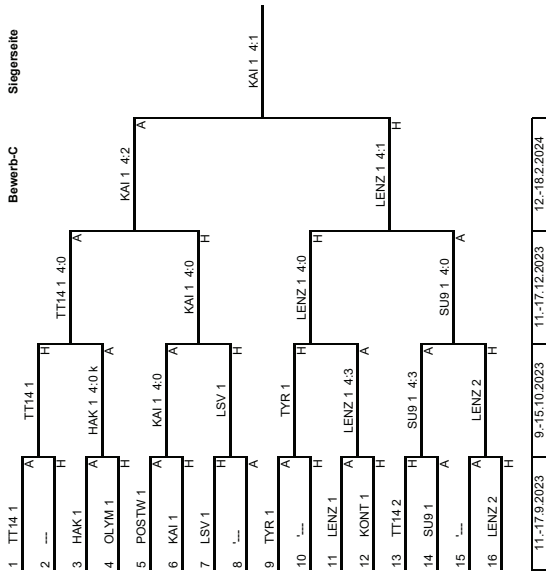 Bewerb-C
Siegerseite
1 TT14 1 A
2 --- H
3 HAK 1 A
4 OLYM 1 H
5 POSTW 1 A
6 KAI 1 H
7 LSV 1 H
8 '--- A
9 TYR 1 A
10 '--- H
11 LENZ 1 A
12 KONT 1 H
13 TT14 2 H
14 SU9 1 A
15 '--- A
16 LENZ 2 H
11.-17.9.2023
TT14 1 H
HAK 1 4:0 k A
KAI 1 4:0 A
LSV 1 H
TYR 1 H
LENZ 1 4:3 A
SU9 1 4:3 A
LENZ 2 H
9.-15.10.2023
TT14 1 4:0 A
KAI 1 4:0 H
LENZ 1 4:0 H
SU9 1 4:0 A
11.-17.12.2023
KAI 1 4:2 A
LENZ 1 4:1 H
12.-18.2.2024
KAI 1 4:1